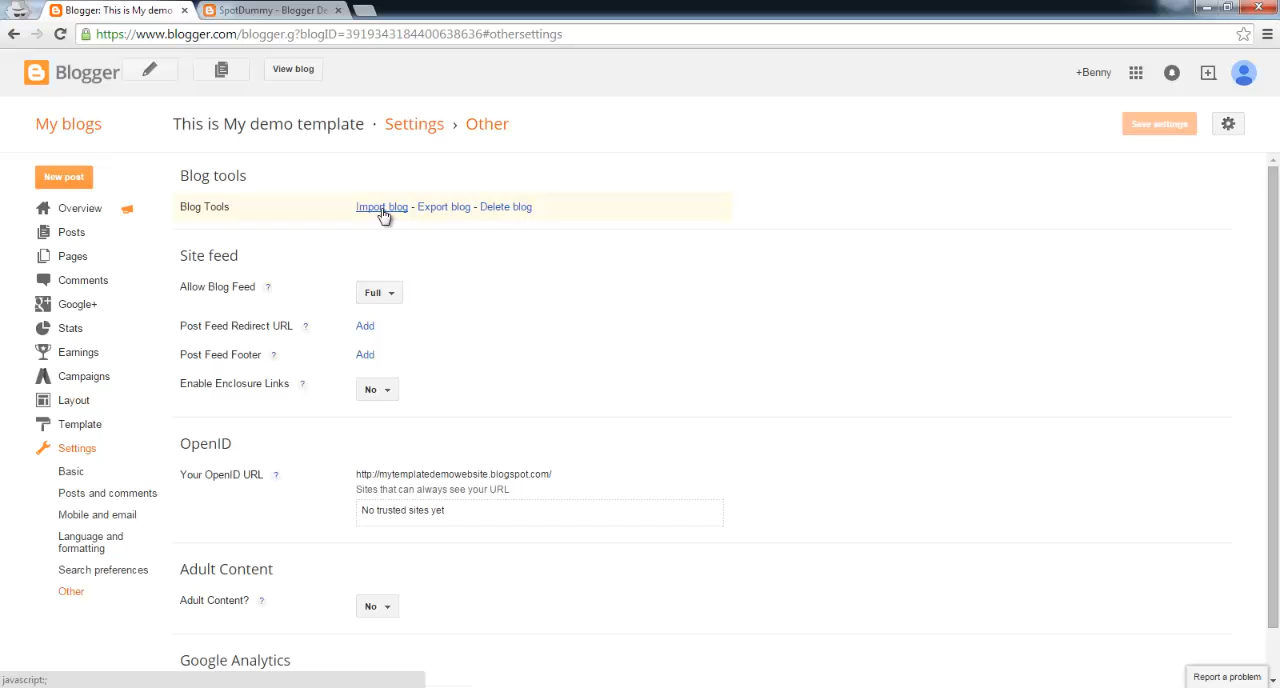 Blogger: This is My demo
SpotDummy - Blogger De
https://www.blogger.com/blogger.g?blogID=3919343184400638636#othersettings
Blogger
View blog
+Benny
My blogs
This is My demo template · Settings › Other
Save settings
New post
Overview
Posts
Pages
Comments
Google+
Stats
Earnings
Campaigns
Layout
Template
Settings
Basic
Posts and comments
Mobile and email
Language and
formatting
Search preferences
Other
Blog tools
Blog Tools
Import blog - Export blog - Delete blog
Site feed
Allow Blog Feed ?
Full
Post Feed Redirect URL ?
Add
Post Feed Footer ?
Add
Enable Enclosure Links ?
No
OpenID
Your OpenID URL ?
http://mytemplatedemowebsite.blogspot.com/
Sites that can always see your URL
No trusted sites yet
Adult Content
Adult Content? ?
No
Google Analytics
javascript:;
Report a problem